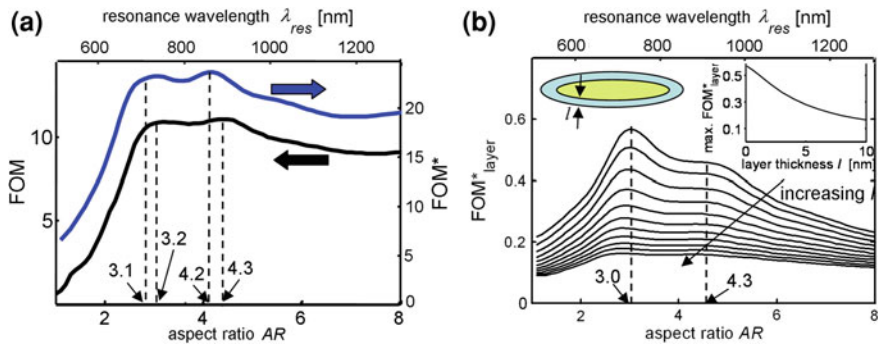 (a)
resonance wavelength λres [nm]
600 800 1000 1200
FOM
10
5
20
15
10
5
0
FOM*
3.1
3.2
4.2
4.3
2 4 6 8
aspect ratio AR
(b)
resonance wavelength λres [nm]
600 800 1000 1200
FOM*layer
0.8
0.6
0.4
0.2
0
l
max. FOM*layer
0.5
0.3
0.1
0 5 10
layer thickness l [nm]
increasing l
3.0
4.3
2 4 6 8
aspect ratio AR